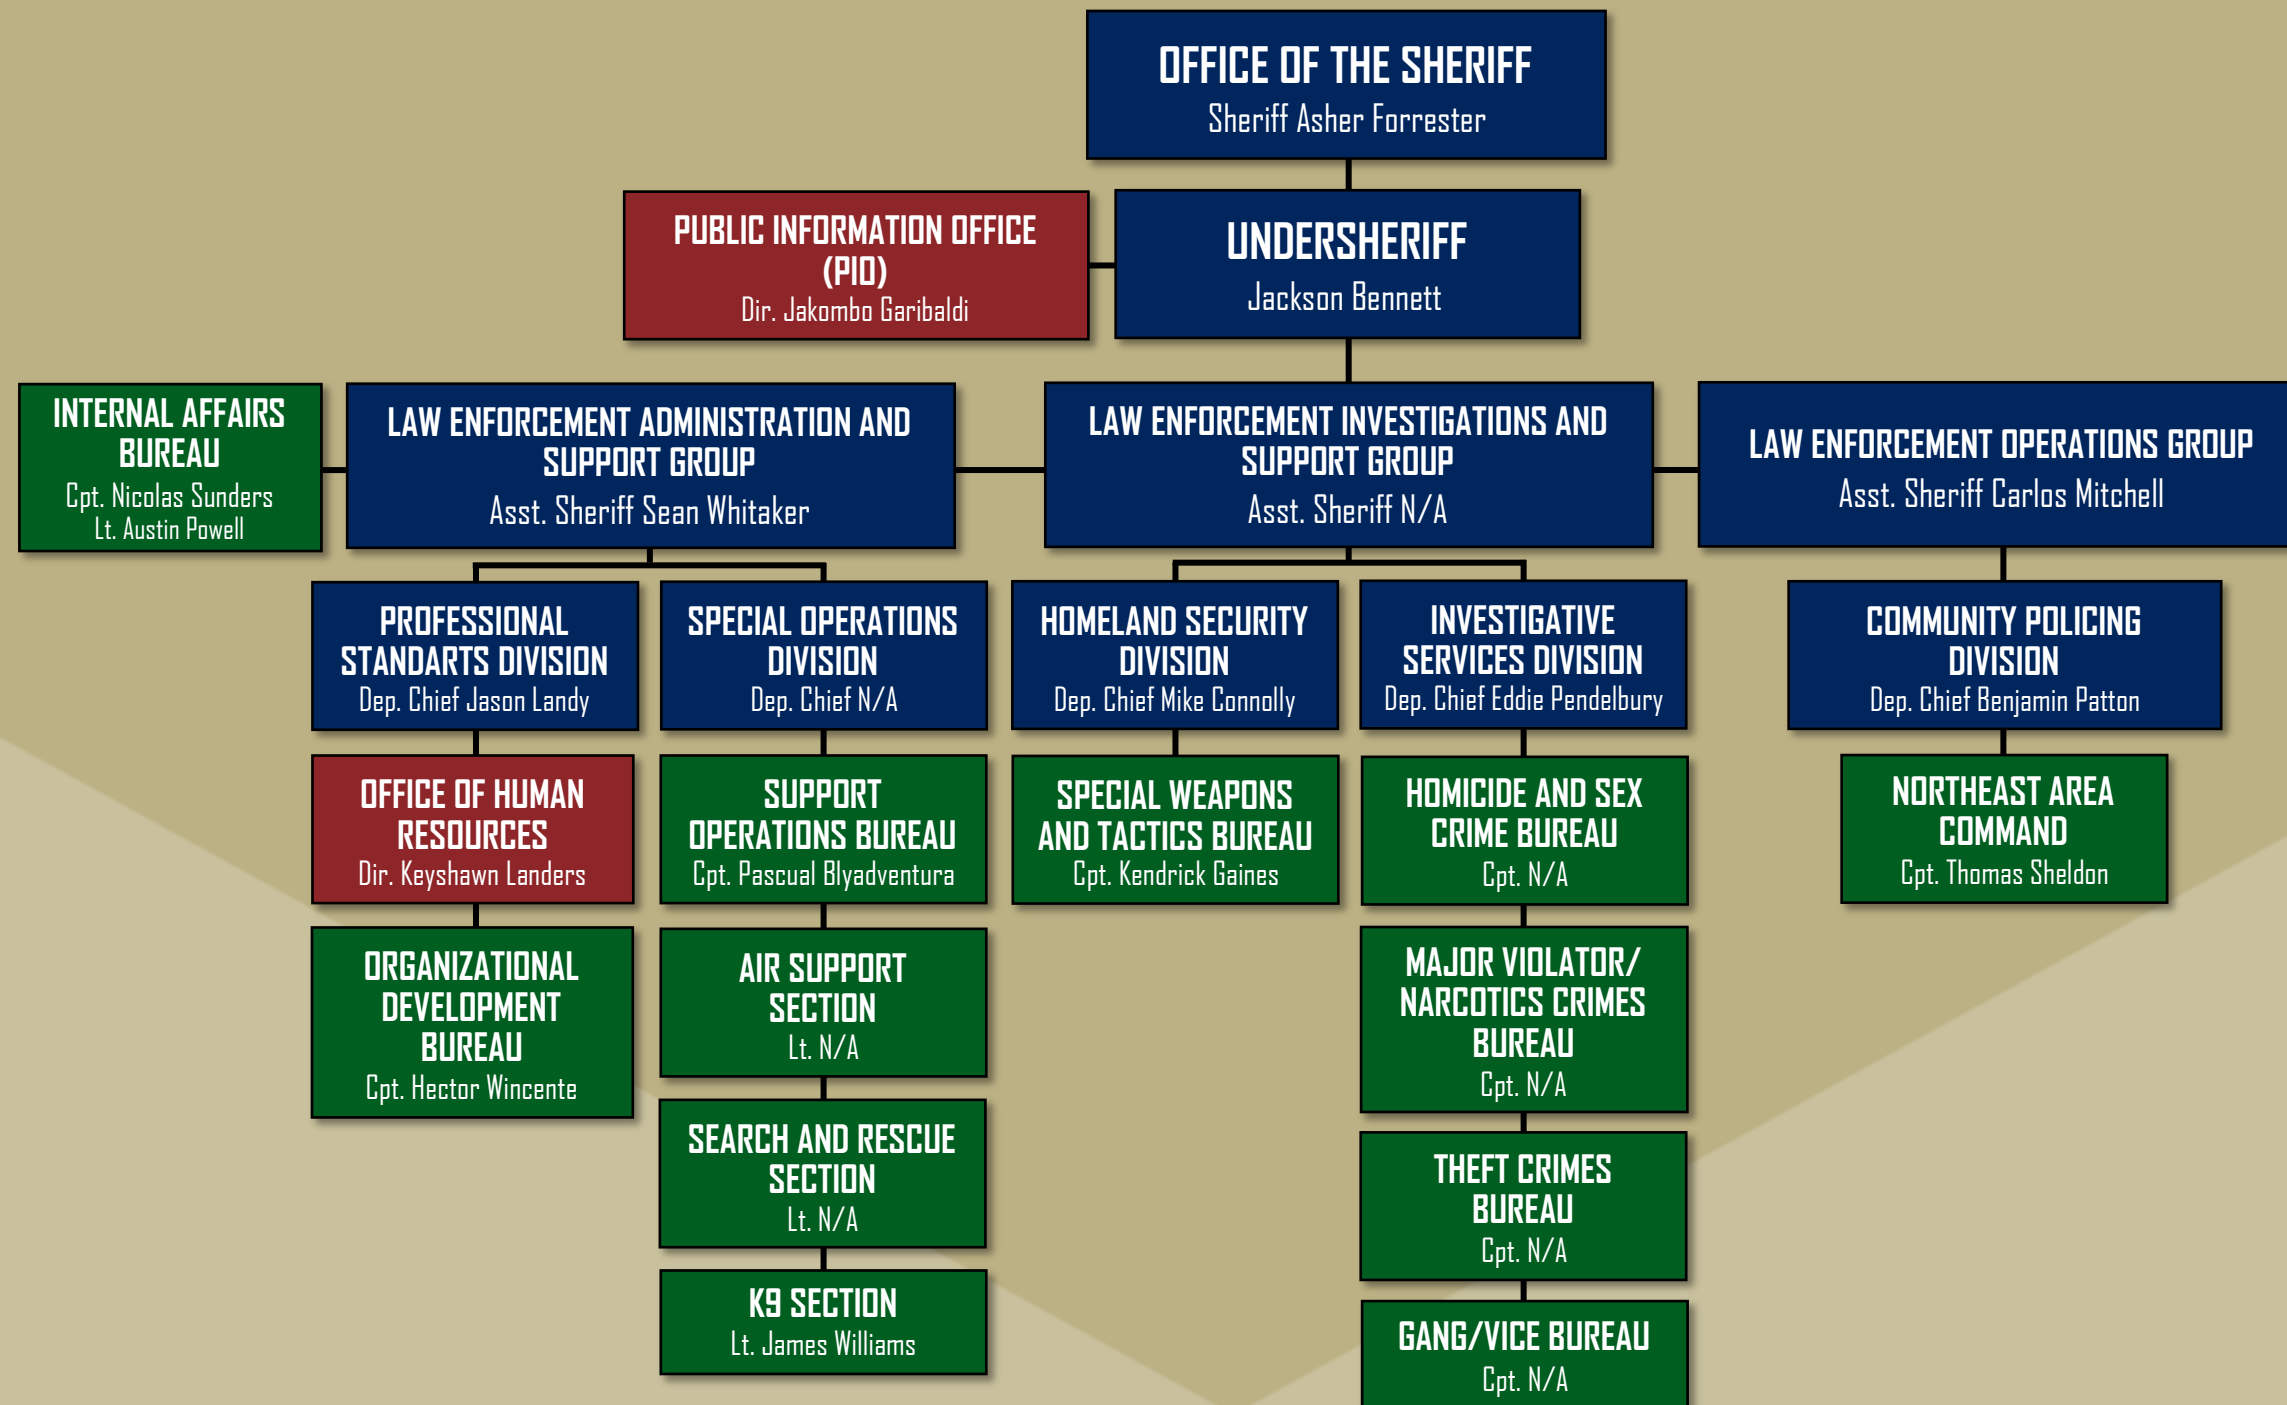 OFFICE OF THE SHERIFF
Sheriff Asher Forrester
PUBLIC INFORMATION OFFICE
(PIO)
Dir. Jakombo Garibaldi
UNDERSHERIFF
Jackson Bennett
INTERNAL AFFAIRS
BUREAU
Cpt. Nicolas Sunders
Lt. Austin Powell
LAW ENFORCEMENT ADMINISTRATION AND
SUPPORT GROUP
Asst. Sheriff Sean Whitaker
LAW ENFORCEMENT INVESTIGATIONS AND
SUPPORT GROUP
Asst. Sheriff N/A
LAW ENFORCEMENT OPERATIONS GROUP
Asst. Sheriff Carlos Mitchell
PROFESSIONAL
STANDARTS DIVISION
Dep. Chief Jason Landy
SPECIAL OPERATIONS
DIVISION
Dep. Chief N/A
HOMELAND SECURITY
DIVISION
Dep. Chief Mike Connolly
INVESTIGATIVE
SERVICES DIVISION
Dep. Chief Eddie Pendelbury
COMMUNITY POLICING
DIVISION
Dep. Chief Benjamin Patton
OFFICE OF HUMAN
RESOURCES
Dir. Keyshawn Landers
SUPPORT
OPERATIONS BUREAU
Cpt. Pascual Blyadventura
SPECIAL WEAPONS
AND TACTICS BUREAU
Cpt. Kendrick Gaines
HOMICIDE AND SEX
CRIME BUREAU
Cpt. N/A
NORTHEAST AREA
COMMAND
Cpt. Thomas Sheldon
ORGANIZATIONAL
DEVELOPMENT
BUREAU
Cpt. Hector Wincente
AIR SUPPORT
SECTION
Lt. N/A
MAJOR VIOLATOR/
NARCOTICS CRIMES
BUREAU
Cpt. N/A
SEARCH AND RESCUE
SECTION
Lt. N/A
THEFT CRIMES
BUREAU
Cpt. N/A
K9 SECTION
Lt. James Williams
GANG/VICE BUREAU
Cpt. N/A